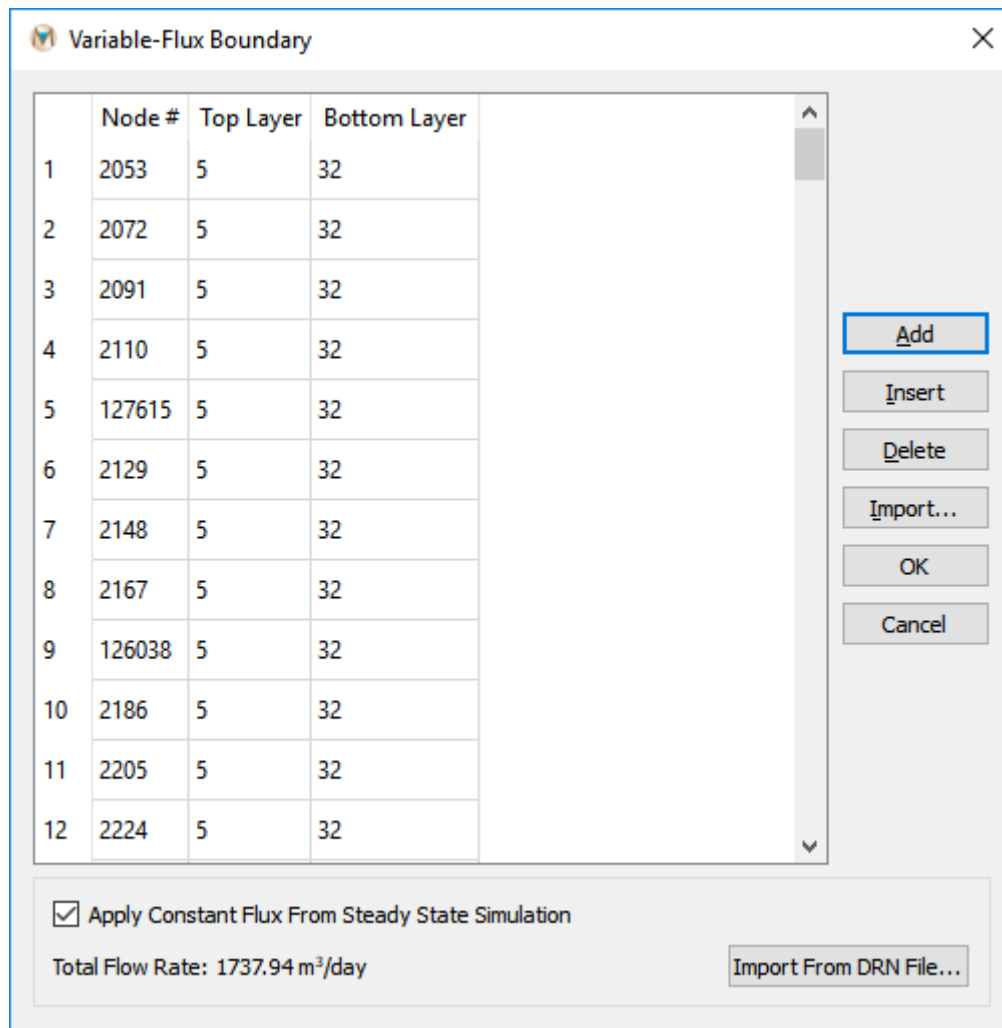 Variable-Flux Boundary
Node # Top Layer Bottom Layer
1 2053 5 32
2 2072 5 32
3 2091 5 32
4 2110 5 32
5 127615 5 32
6 2129 5 32
7 2148 5 32
8 2167 5 32
9 126038 5 32
10 2186 5 32
11 2205 5 32
12 2224 5 32
Add
Insert
Delete
Import...
OK
Cancel
Apply Constant Flux From Steady State Simulation
Total Flow Rate: 1737.94 m³/day
Import From DRN File...